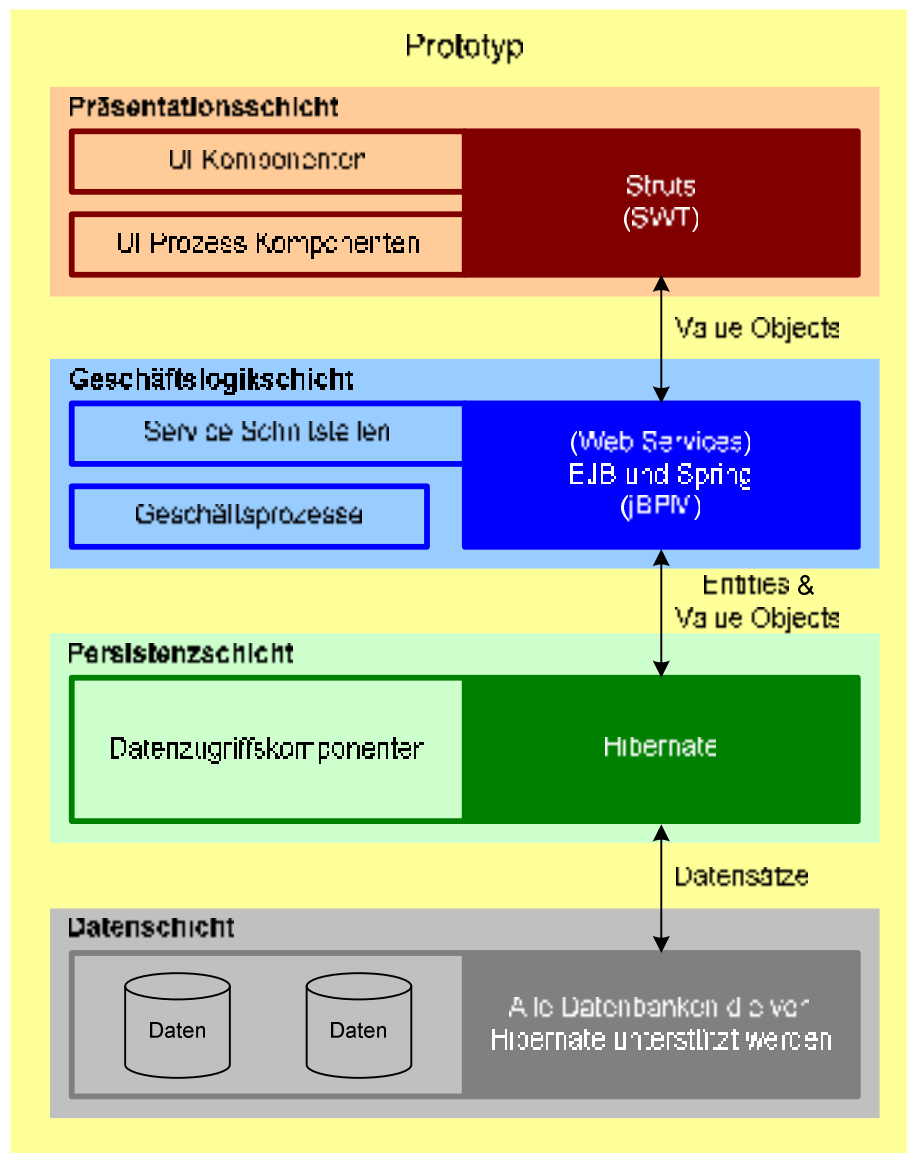 Prototyp
Präsentationsschicht
UI Komponenten
UI Prozess Komponenten
Struts
(SWT)
Value Objects
Geschäftslogikschicht
Service Schnittstellen
Geschäftsprozesse
(Web Services)
EJB und Spring
(jBPM)
Entities &
Value Objects
Persistenzschicht
Datenzugriffskomponenten
Hibernate
Datensätze
Datenschicht
Daten
Daten
Alle Datenbanken die von
Hibernate unterstützt werden